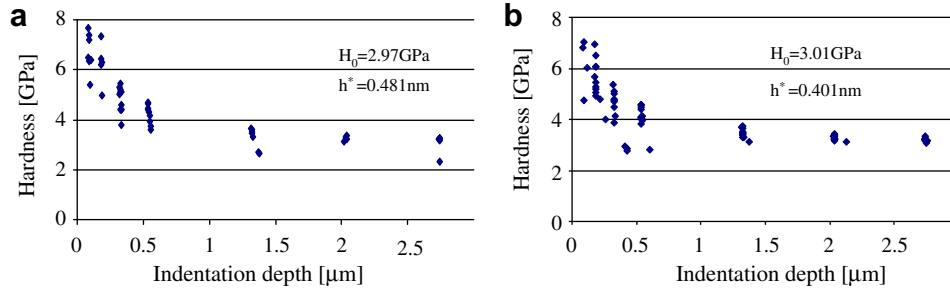 a
8
6
4
2
0
Hardness [GPa]
H₀=2.97GPa
h*=0.481nm
0 0.5 1 1.5 2 2.5
Indentation depth [µm]
b
8
6
4
2
0
Hardness [GPa]
H₀=3.01GPa
h*=0.401nm
0 0.5 1 1.5 2 2.5
Indentation depth [µm]